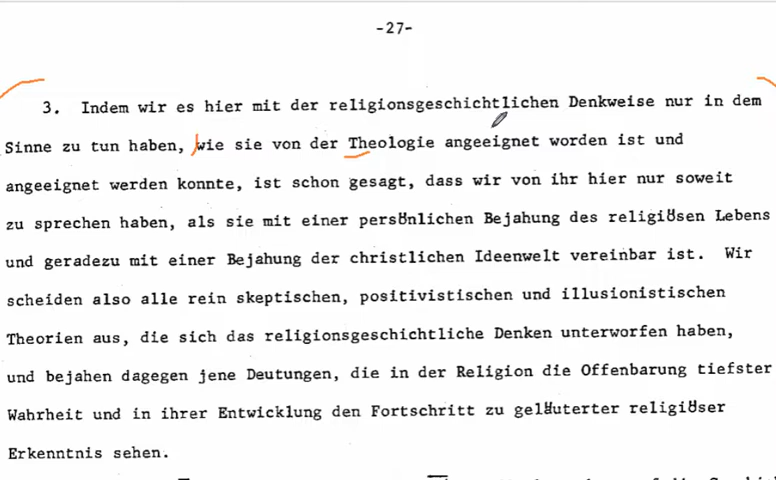 -27-
3. Indem wir es hier mit der religionsgeschichtlichen Denkweise nur in dem
Sinne zu tun haben, wie sie von der Theologie angeeignet worden ist und
angeeignet werden konnte, ist schon gesagt, dass wir von ihr hier nur soweit
zu sprechen haben, als sie mit einer persönlichen Bejahung des religiösen Lebens
und geradezu mit einer Bejahung der christlichen Ideenwelt vereinbar ist. Wir
scheiden also alle rein skeptischen, positivistischen und illusionistischen
Theorien aus, die sich das religionsgeschichtliche Denken unterworfen haben,
und bejahen dagegen jene Deutungen, die in der Religion die Offenbarung tiefster
Wahrheit und in ihrer Entwicklung den Fortschritt zu geläuterter religiöser
Erkenntnis sehen.